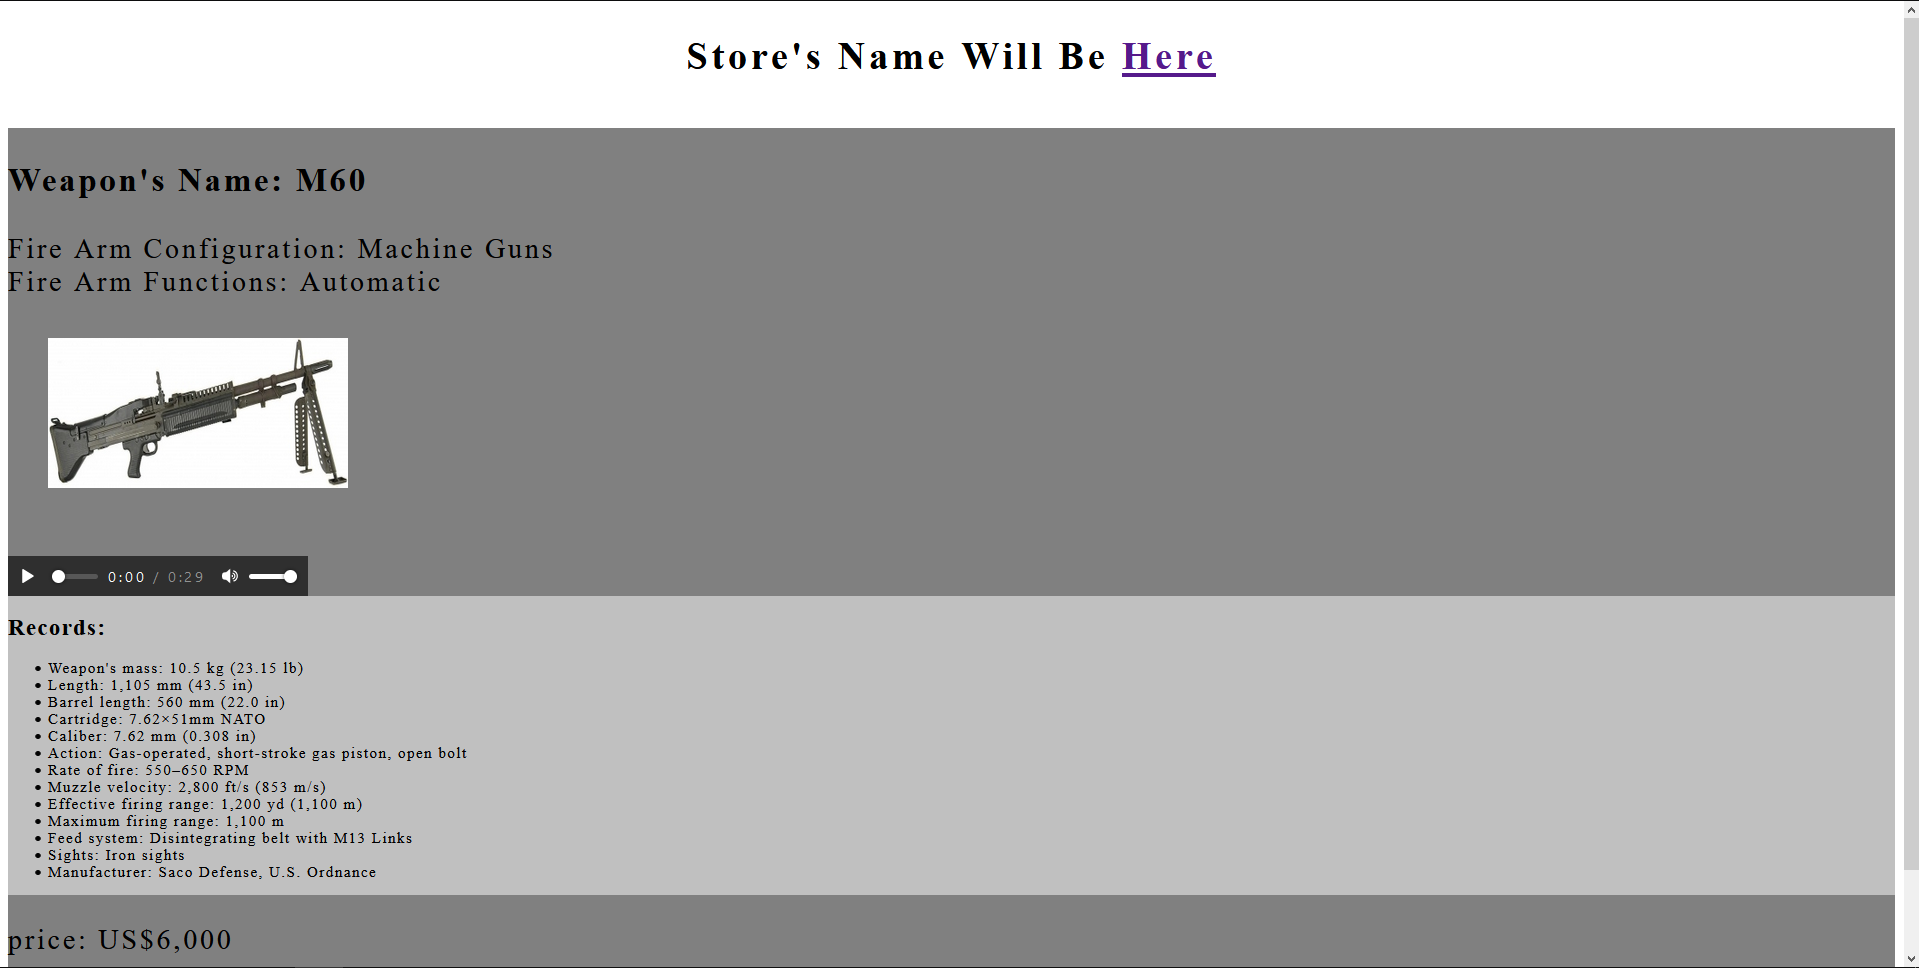 Store's Name Will Be Here
Weapon's Name: M60
Fire Arm Configuration: Machine Guns
Fire Arm Functions: Automatic
0:00 / 0:29
Records:
• Weapon's mass: 10.5 kg (23.15 lb)
• Length: 1,105 mm (43.5 in)
• Barrel length: 560 mm (22.0 in)
• Cartridge: 7.62×51mm NATO
• Caliber: 7.62 mm (0.308 in)
• Action: Gas-operated, short-stroke gas piston, open bolt
• Rate of fire: 550–650 RPM
• Muzzle velocity: 2,800 ft/s (853 m/s)
• Effective firing range: 1,200 yd (1,100 m)
• Maximum firing range: 1,100 m
• Feed system: Disintegrating belt with M13 Links
• Sights: Iron sights
• Manufacturer: Saco Defense, U.S. Ordnance
price: US$6,000